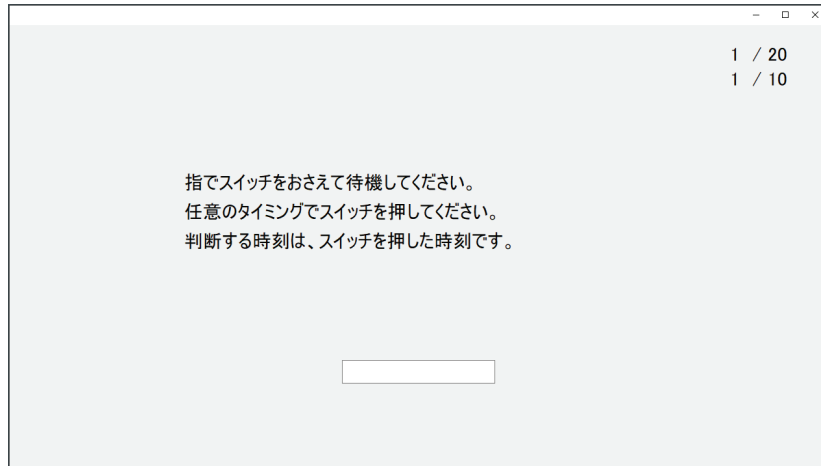 1 / 20
1 / 10
指でスイッチをおさえて待機してください。
任意のタイミングでスイッチを押してください。
判断する時刻は、スイッチを押した時刻です。